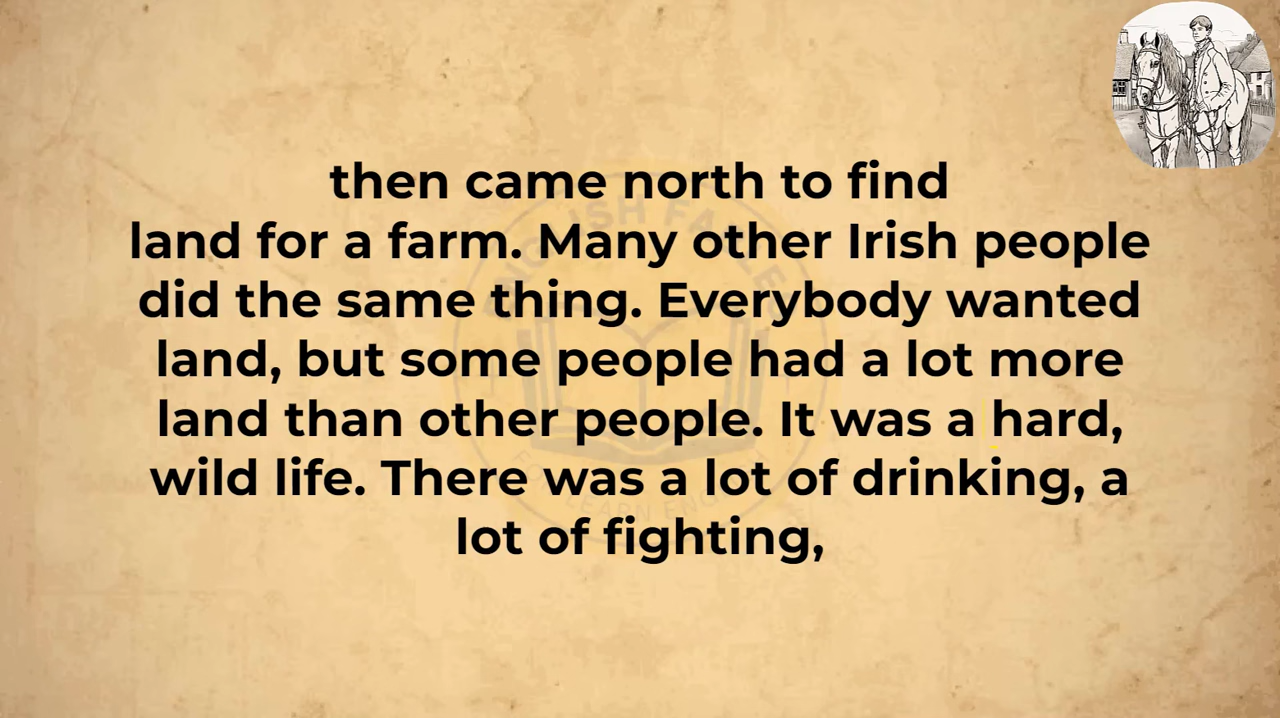 then came north to find
land for a farm. Many other Irish people
did the same thing. Everybody wanted
land, but some people had a lot more
land than other people. It was a hard,
wild life. There was a lot of drinking, a
lot of fighting,